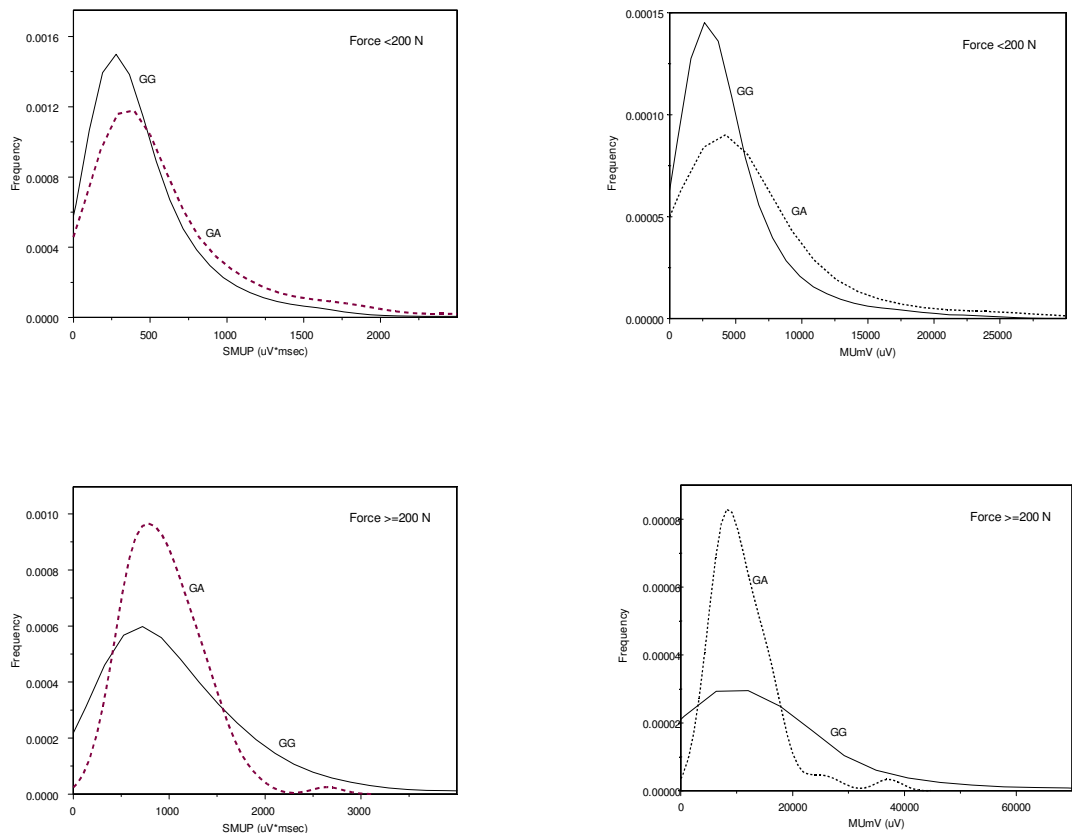 Force <200 N
0.0016
GG
0.0012
Frequency
0.0008
GA
0.0004
0.0000
0
500
1000
1500
2000
SMUP (uV*msec)
0.00015
Force <200 N
0.00010
GG
Frequency
GA
0.00005
0.00000
0
5000
10000
15000
20000
25000
MUmV (uV)
0.0010
Force >=200 N
0.0008
GA
Frequency
0.0006
0.0004
GG
0.0002
0.0000
0
1000
2000
3000
SMUP (uV*msec)
0.00008
Force >=200 N
GA
0.00006
Frequency
0.00004
GG
0.00002
0.00000
0
20000
40000
60000
MUmV (uV)